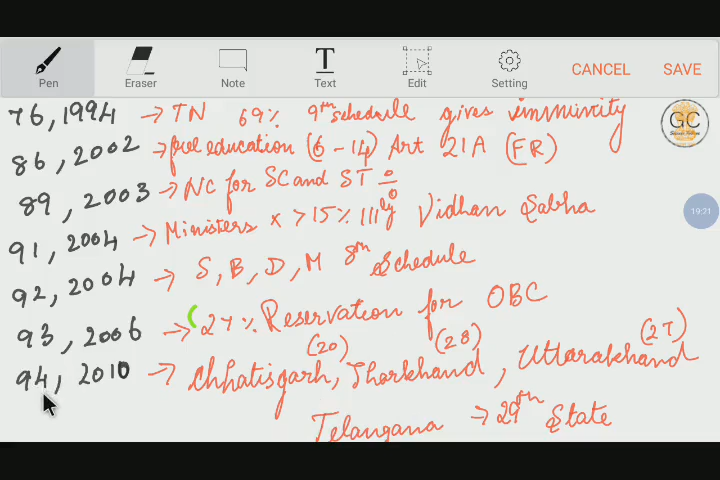 Pen Eraser Note Text Edit Setting CANCEL SAVE
76, 1994 → TN 69% 9th schedule gives immunity
GC
86, 2002 → free education (6-14) Art 21A (FR)
89, 2003 → NC for SC and ST
19:21
91, 2004 → Ministers × > 15% 111ly Vidhan Sabha
92, 2004 → S, B, D, M 8th Schedule
93, 2006 → (27% Reservation for OBC
(20) (28) (27)
94, 2010 → Chhatisgarh, Jharkhand, Uttarakhand
Telangana → 29th State